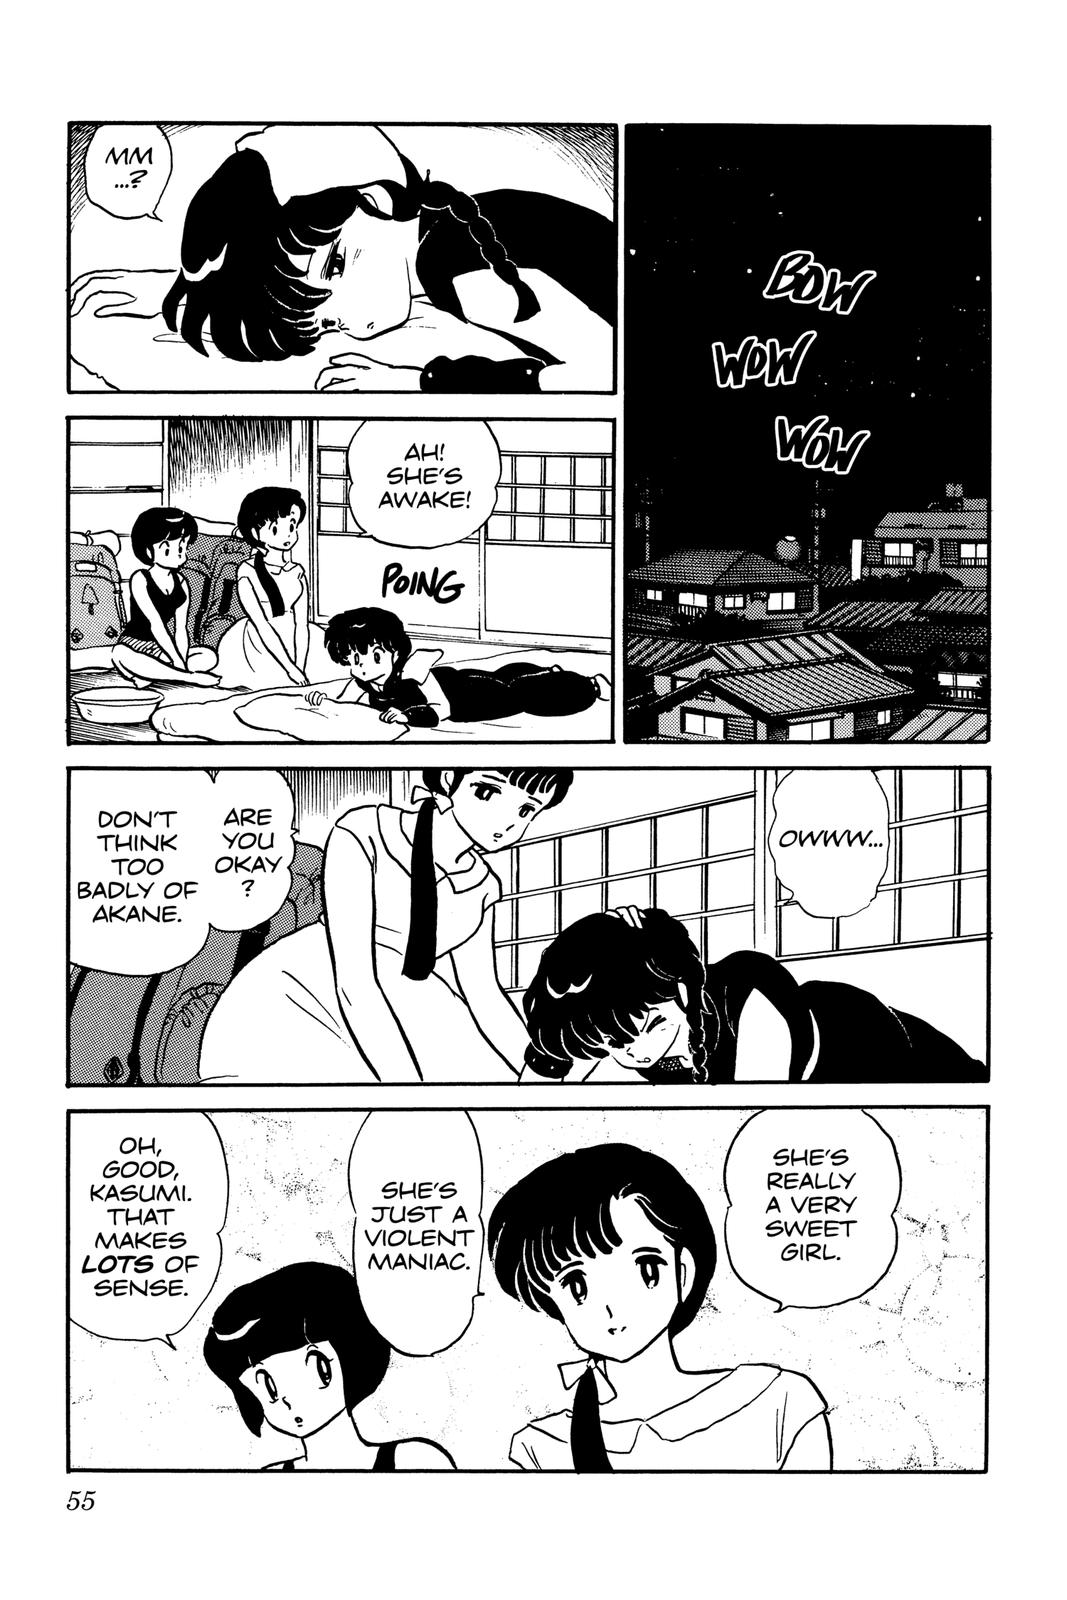 BOW
WOW
WOW
MM
...?
AH!
SHE'S
AWAKE!
POING
OWWW...
ARE
YOU
OKAY
?
DON'T
THINK
TOO
BADLY OF
AKANE.
SHE'S
REALLY
A VERY
SWEET
GIRL.
SHE'S
JUST A
VIOLENT
MANIAC.
OH,
GOOD,
KASUMI.
THAT
MAKES
LOTS OF
SENSE.
55